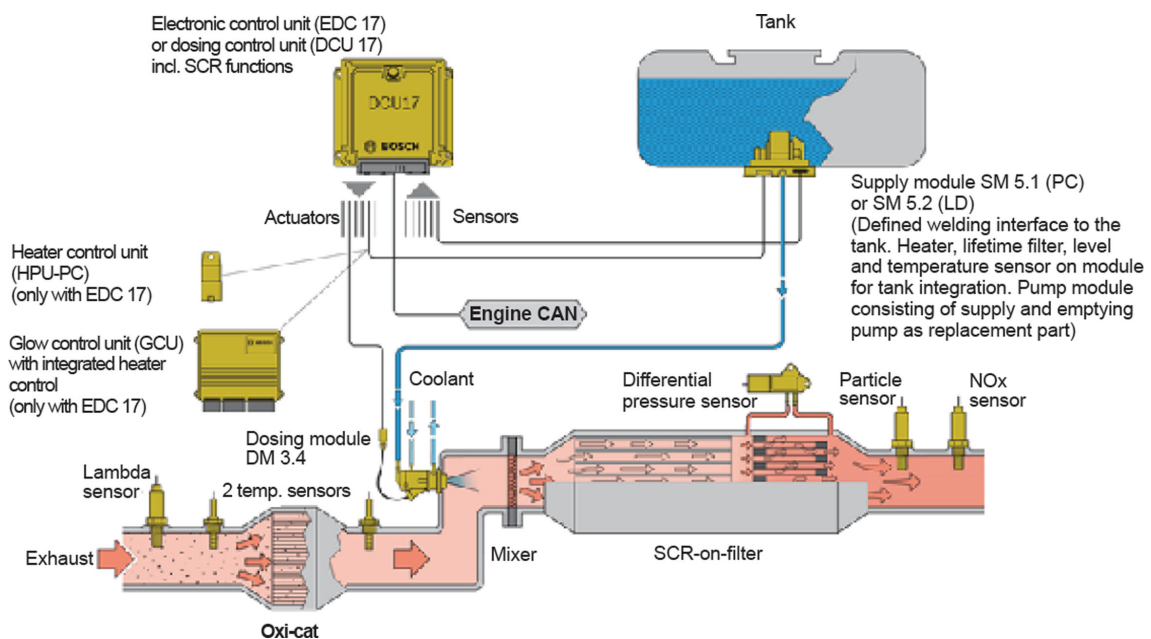 Electronic control unit (EDC 17)
or dosing control unit (DCU 17)
incl. SCR functions
Tank
DCU17
BOSCH
Actuators
Sensors
Supply module SM 5.1 (PC)
or SM 5.2 (LD)
(Defined welding interface to the
tank. Heater, lifetime filter, level
and temperature sensor on module
for tank integration. Pump module
consisting of supply and emptying
pump as replacement part)
Heater control unit
(HPU-PC)
(only with EDC 17)
Engine CAN
Glow control unit (GCU)
with integrated heater
control
(only with EDC 17)
BOSCH
Coolant
Differential
pressure sensor
Particle
sensor
NOx
sensor
Dosing module
DM 3.4
Lambda
sensor
2 temp. sensors
Exhaust
Mixer
SCR-on-filter
Oxi-cat